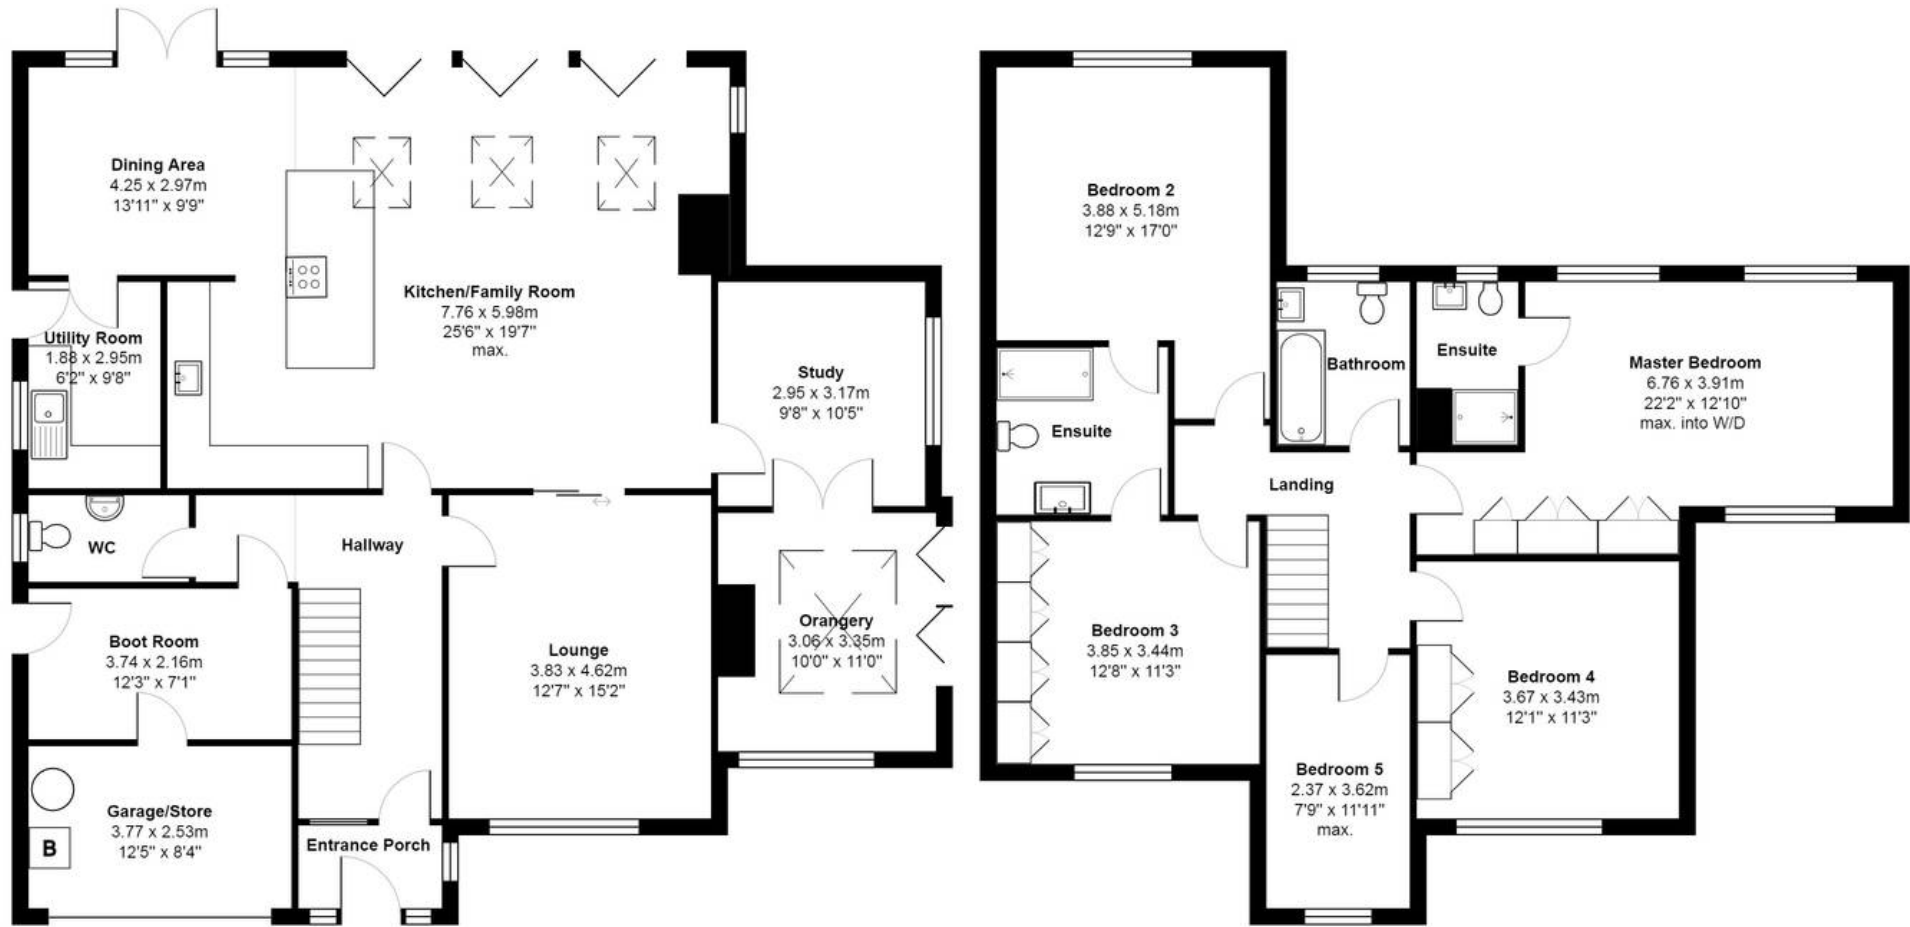 Dining Area
4.25 x 2.97m
13'11" x 9'9"
Kitchen/Family Room
7.76 x 5.98m
25'6" x 19'7"
max.
Utility Room
1.88 x 2.95m
6'2" x 9'8"
Study
2.95 x 3.17m
9'8" x 10'5"
WC
Hallway
Boot Room
3.74 x 2.16m
12'3" x 7'1"
Lounge
3.83 x 4.62m
12'7" x 15'2"
Orangery
3.06 x 3.35m
10'0" x 11'0"
Garage/Store
3.77 x 2.53m
12'5" x 8'4"
B
Entrance Porch
Bedroom 2
3.88 x 5.18m
12'9" x 17'0"
Bathroom
Ensuite
Master Bedroom
6.76 x 3.91m
22'2" x 12'10"
max. into W/D
Ensuite
Landing
Bedroom 3
3.85 x 3.44m
12'8" x 11'3"
Bedroom 4
3.67 x 3.43m
12'1" x 11'3"
Bedroom 5
2.37 x 3.62m
7'9" x 11'11"
max.